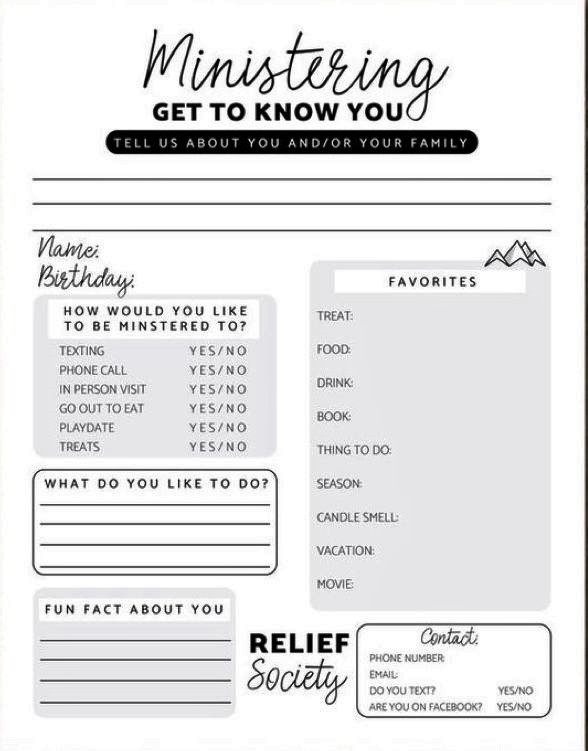 Ministering
GET TO KNOW YOU
TELL US ABOUT YOU AND/OR YOUR FAMILY
Name:
Birthday:
HOW WOULD YOU LIKE
TO BE MINSTERED TO?
TEXTING YES/NO
PHONE CALL YES/NO
IN PERSON VISIT YES/NO
GO OUT TO EAT YES/NO
PLAYDATE YES/NO
TREATS YES/NO
WHAT DO YOU LIKE TO DO?
FUN FACT ABOUT YOU
FAVORITES
TREAT:
FOOD:
DRINK:
BOOK:
THING TO DO:
SEASON:
CANDLE SMELL:
VACATION:
MOVIE:
RELIEF
Society
Contact:
PHONE NUMBER:
EMAIL:
DO YOU TEXT? YES/NO
ARE YOU ON FACEBOOK? YES/NO